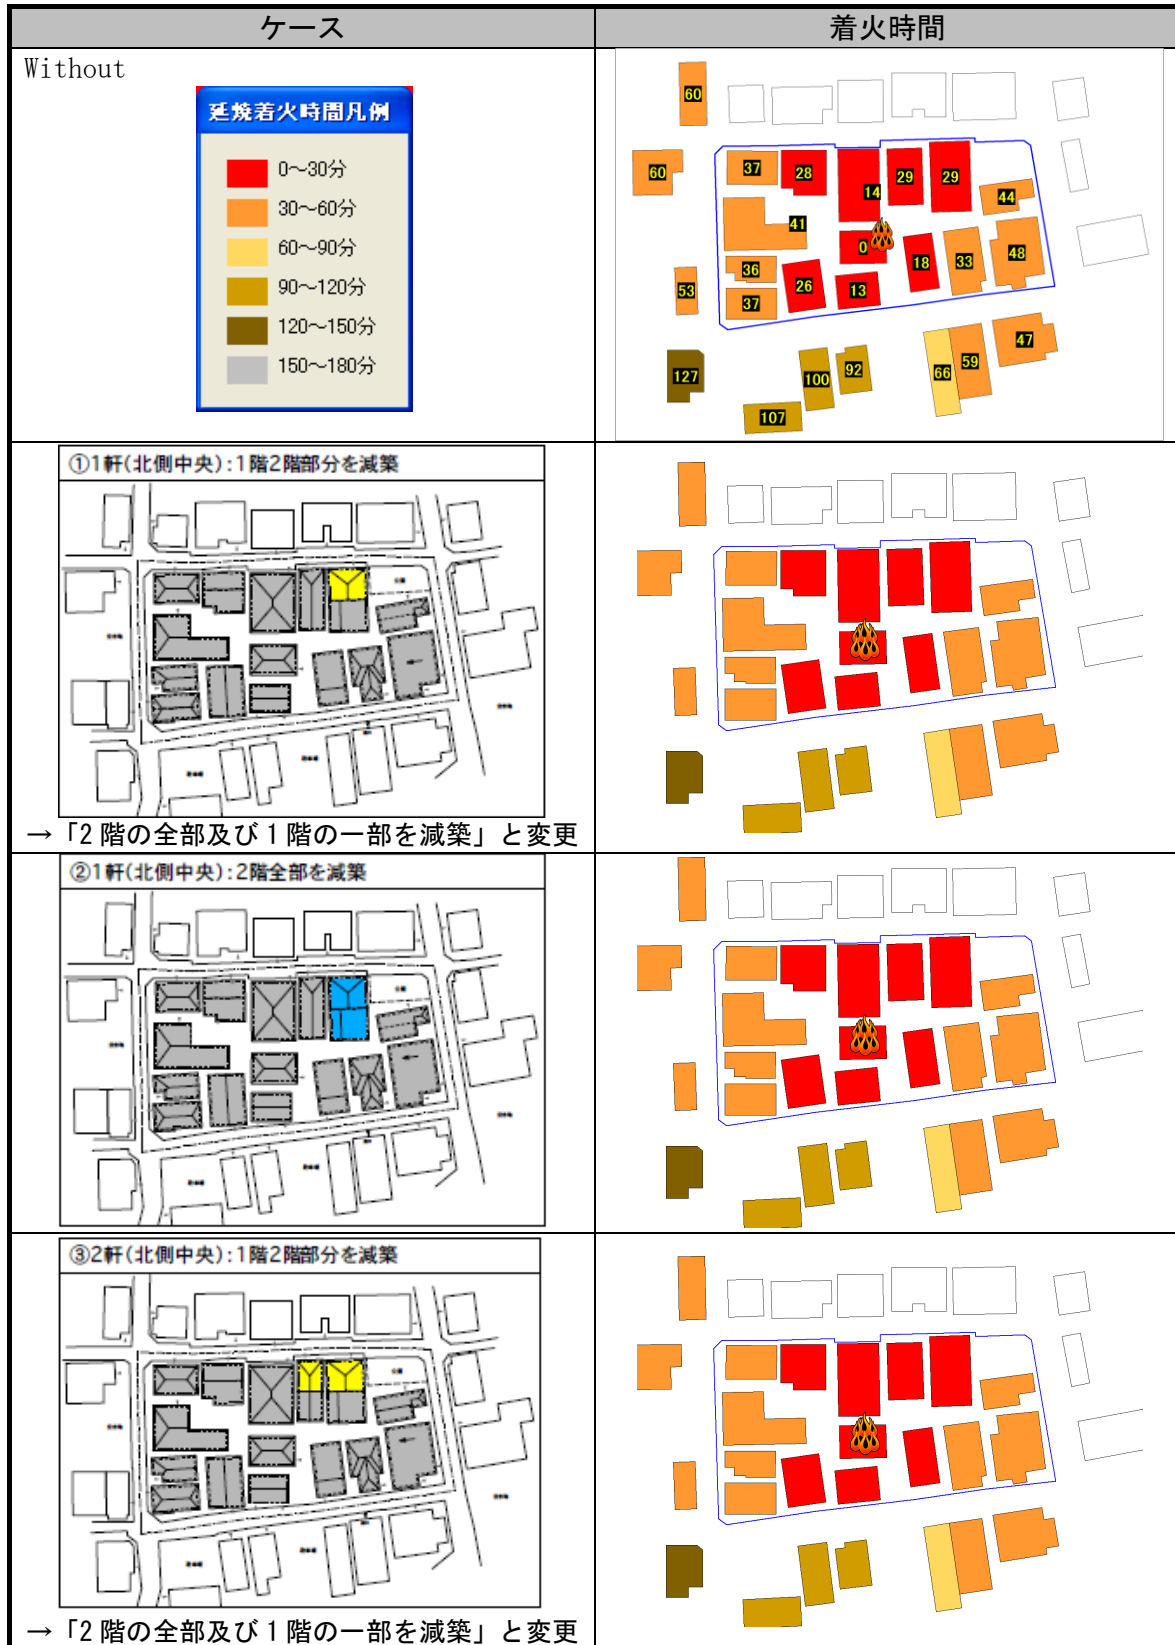 ケース
着火時間
Without
延焼着火時間凡例
0～30分
30～60分
60～90分
90～120分
120～150分
150～180分
60
60
37
28
14
29
29
44
41
0
18
33
48
36
26
13
37
53
127
100
92
66
59
47
107
①1軒(北側中央):1階2階部分を減築
→「2階の全部及び1階の一部を減築」と変更
②1軒(北側中央):2階全部を減築
③2軒(北側中央):1階2階部分を減築
→「2階の全部及び1階の一部を減築」と変更